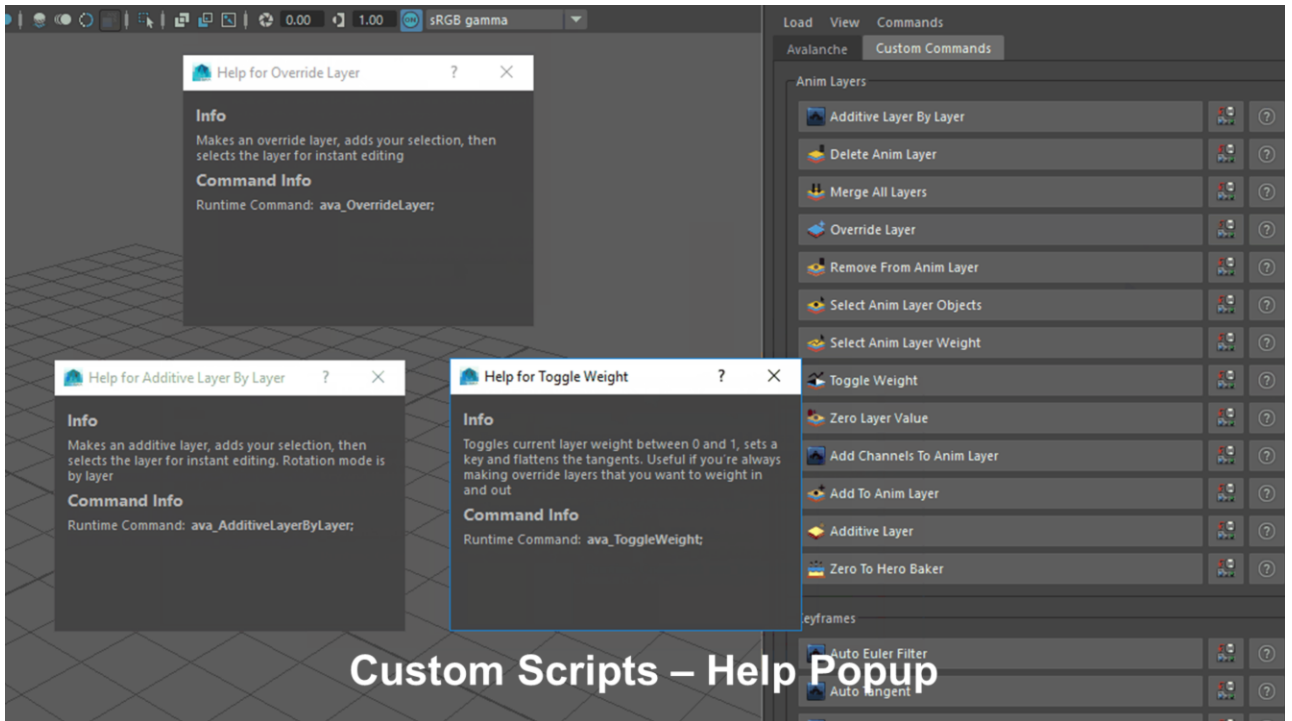 0.00
1.00
ON
sRGB gamma
Load View Commands
Avalanche Custom Commands
Help for Override Layer ?
Info
Makes an override layer, adds your selection, then
selects the layer for instant editing
Command Info
Runtime Command: ava_OverrideLayer;
Help for Additive Layer By Layer ?
Info
Makes an additive layer, adds your selection, then
selects the layer for instant editing. Rotation mode is
by layer
Command Info
Runtime Command: ava_AdditiveLayerByLayer;
Help for Toggle Weight ?
Info
Toggles current layer weight between 0 and 1, sets a
key and flattens the tangents. Useful if you're always
making override layers that you want to weight in
and out
Command Info
Runtime Command: ava_ToggleWeight;
Anim Layers
Additive Layer By Layer ?
Delete Anim Layer ?
Merge All Layers ?
Override Layer ?
Remove From Anim Layer ?
Select Anim Layer Objects ?
Select Anim Layer Weight ?
Toggle Weight ?
Zero Layer Value ?
Add Channels To Anim Layer ?
Add To Anim Layer ?
Additive Layer ?
Zero To Hero Baker ?
eyframes
Auto Euler Filter ?
Auto Tangent ?
Custom Scripts – Help Popup